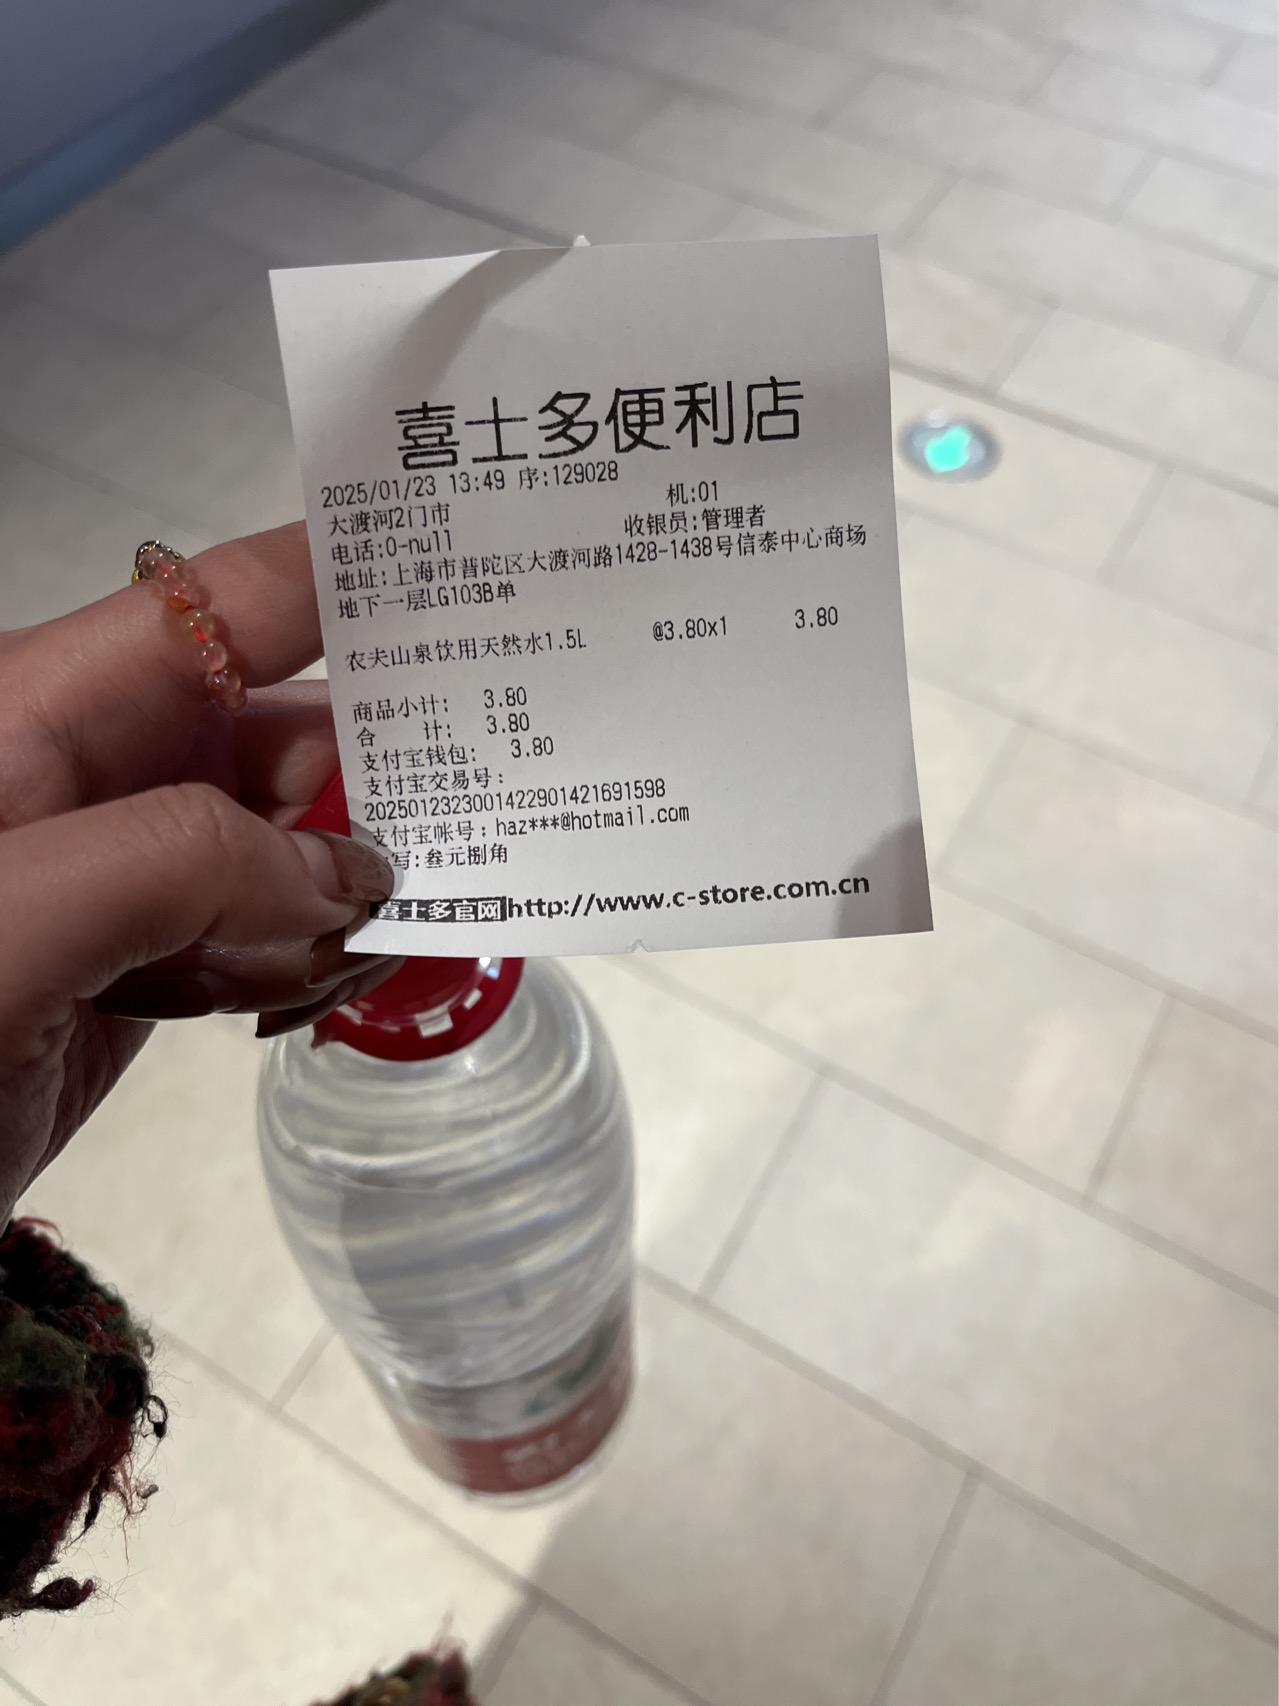 喜士多便利店
2025/01/23 13:49 序:129028
大渡河2门市 机:01
电话:0-null 收银员:管理者
地址:上海市普陀区大渡河路1428-1438号信泰中心商场
地下一层LG103B单
农夫山泉饮用天然水1.5L @3.80x1 3.80
商品小计: 3.80
合 计: 3.80
支付宝钱包: 3.80
支付宝交易号:
2025012323001422901421691598
支付宝帐号:haz***@hotmail.com
写:叁元捌角
喜士多官网http://www.c-store.com.cn